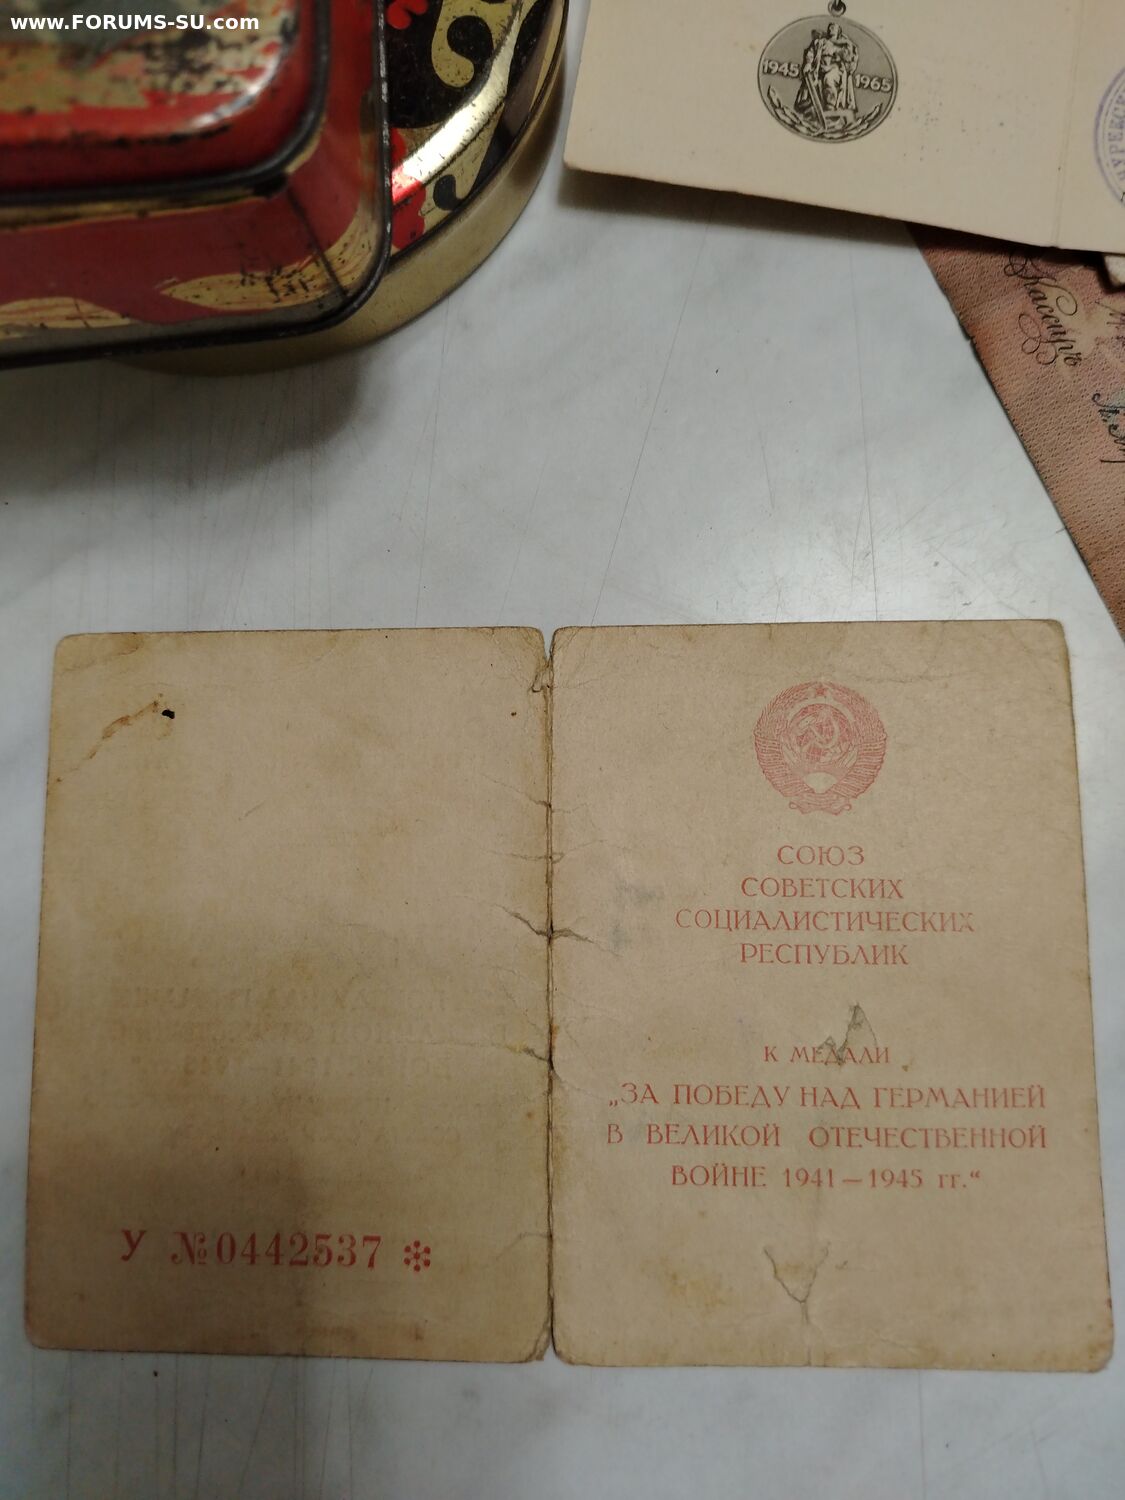 www.FORUMS-SU.com
1945 1965
Кассиръ
СОЮЗ
СОВЕТСКИХ
СОЦИАЛИСТИЧЕСКИХ
РЕСПУБЛИК
К МЕДАЛИ
„ЗА ПОБЕДУ НАД ГЕРМАНИЕЙ
В ВЕЛИКОЙ ОТЕЧЕСТВЕННОЙ
ВОЙНЕ 1941 — 1945 гг.“
У №0442537